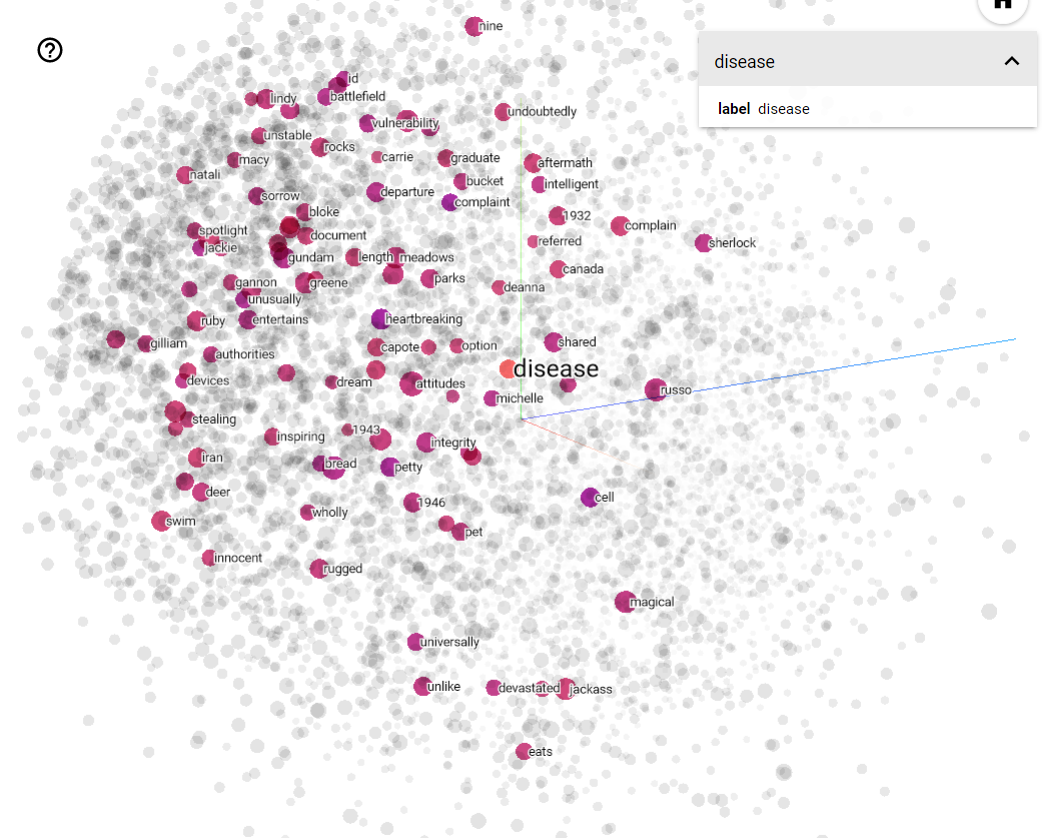 nine
disease
label disease
id
battlefield
lindy
undoubtedly
vulnerability
unstable
rocks
carrie
graduate
aftermath
macy
natali
bucket
intelligent
sorrow
departure
complaint
bloke
1932
complain
spotlight
document
referred
sherlock
jackie
gundam
length
meadows
canada
gannon
greene
parks
deanna
unusually
ruby
entertains
heartbreaking
gilliam
authorities
capote
option
shared
disease
devices
dream
attitudes
michelle
russo
stealing
1943
inspiring
integrity
iran
bread
petty
deer
cell
1946
swim
wholly
pet
innocent
rugged
magical
universally
unlike
devastated
jackass
eats